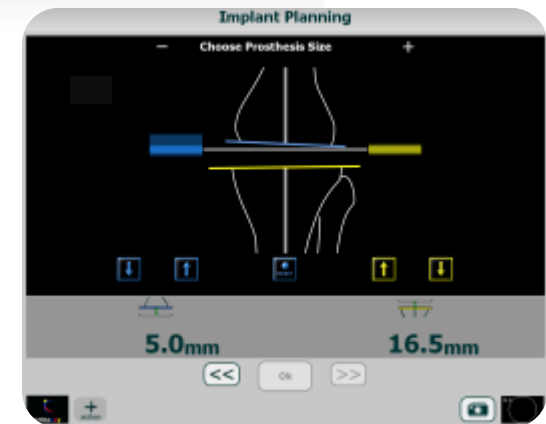 Implant Planning
− Choose Prosthesis Size +
5.0mm 16.5mm
<< Ok >>
+